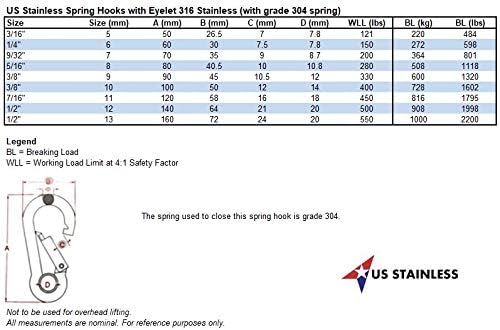 US Stainless Spring Hooks with Eyelet 316 Stainless (with grade 304 spring)
Size Size (mm) A (mm) B (mm) C (mm) D (mm) WLL (lbs) BL (kg) BL (lbs)
3/16" 5 50 26.5 7 7.8 121 220 484
1/4" 6 60 30 7.5 7.8 150 272 598
9/32" 7 70 35 9 8.7 200 364 801
5/16" 8 80 40.5 10 10.8 280 508 1118
3/8" 9 90 45 10.5 12 330 600 1320
3/8" 10 100 50 12 14 400 728 1602
7/16" 11 120 58 16 18 450 816 1795
1/2" 12 140 64 21 20 500 908 1998
1/2" 13 160 72 24 20 550 1000 2200
Legend
BL = Breaking Load
WLL = Working Load Limit at 4:1 Safety Factor
B
A
C
D
The spring used to close this spring hook is grade 304.
US STAINLESS
Not to be used for overhead lifting.
All measurements are nominal. For reference purposes only.